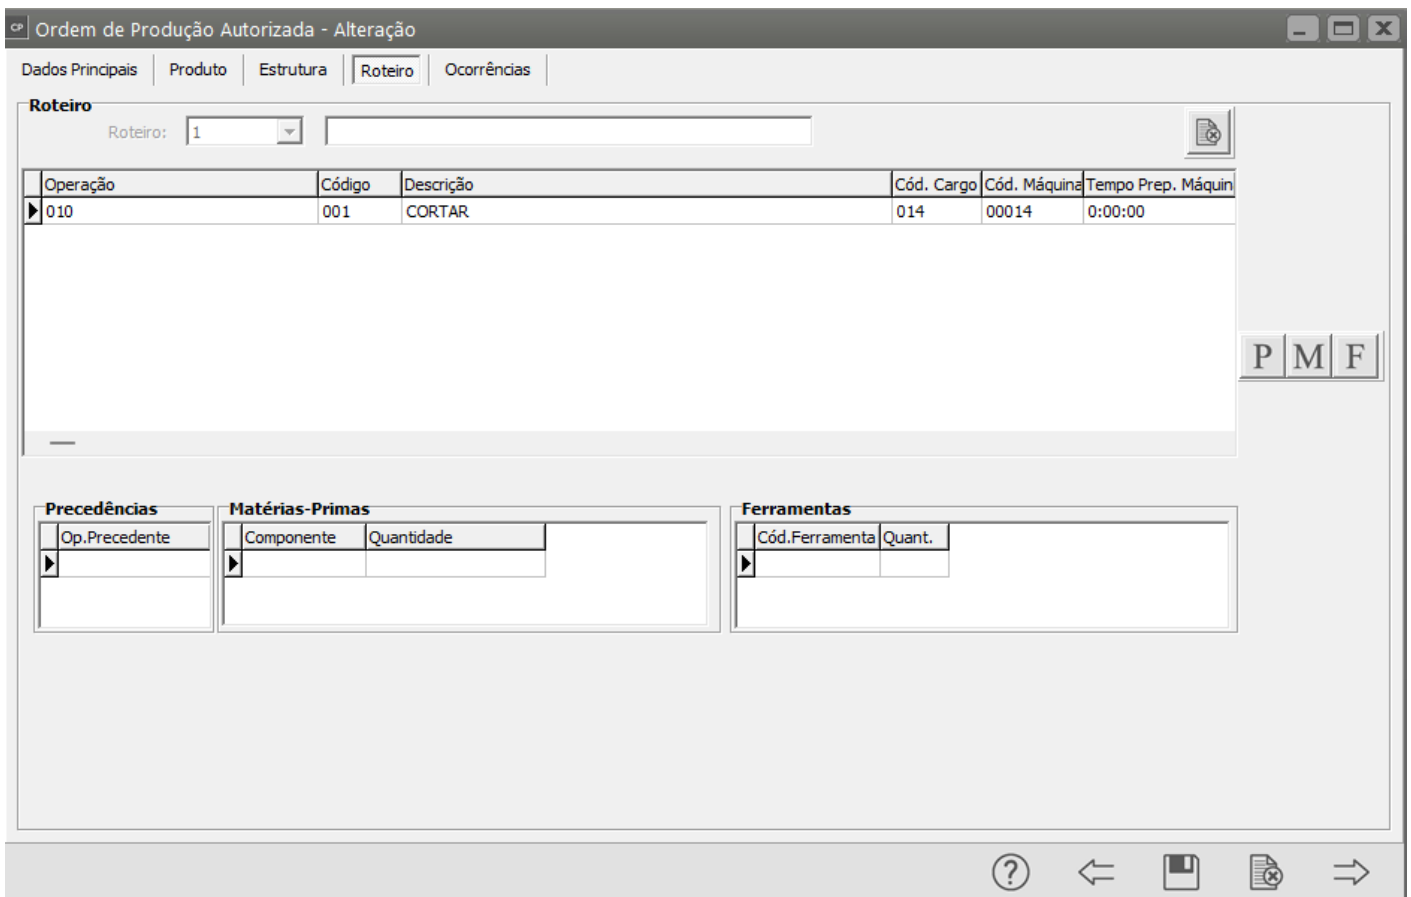 CP Ordem de Produção Autorizada - Alteração
Dados Principais Produto Estrutura Roteiro Ocorrências
Roteiro
Roteiro: 1
Operação Código Descrição Cód. Cargo Cód. Máquina Tempo Prep. Máquin
010 001 CORTAR 014 00014 0:00:00
P M F
Precedências Matérias-Primas Ferramentas
Op.Precedente Componente Quantidade Cód.Ferramenta Quant.
?